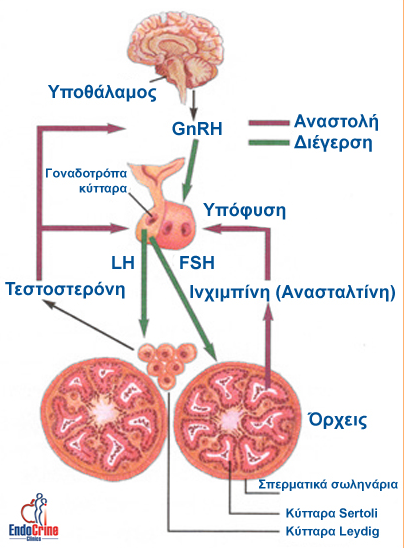 Υποθάλαμος
GnRH
Αναστολή
Διέγερση
Γοναδοτρόπα
κύτταρα
Υπόφυση
LH
FSH
Τεστοστερόνη
Ινχιμπίνη (Ανασταλτίνη)
Όρχεις
Σπερματικά σωληνάρια
Κύτταρα Sertoli
Κύτταρα Leydig
EndoCrine
Clinics